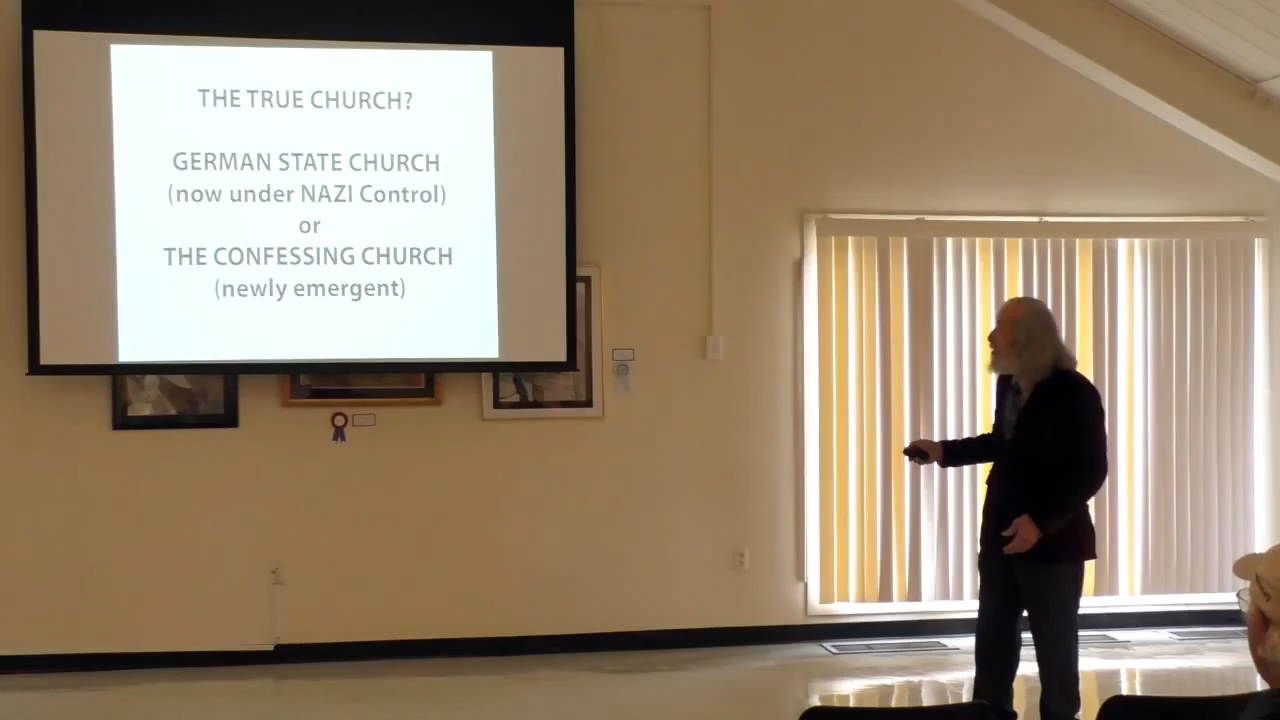 THE TRUE CHURCH?
GERMAN STATE CHURCH
(now under NAZI Control)
or
THE CONFESSING CHURCH
(newly emergent)